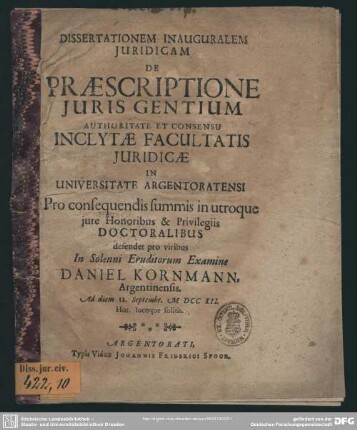 DISSERTATIONEM INAUGURALEM
JURIDICAM
DE
PRÆSCRIPTIONE
JURIS GENTIUM
AUTHORITATE ET CONSENSU
INCLYTÆ FACULTATIS
JURIDICÆ
IN
UNIVERSITATE ARGENTORATENSI
Pro consequendis summis in utroque
jure Honoribus & Privilegiis
DOCTORALIBUS
defendet pro viribus
In Solenni Eruditorum Examine
DANIEL KORNMANN,
Argentinensis.
Ad diem 12. Septembr. M DCC XII.
Hor. locoque solitis.
ARGENTORATI,
Typis Viduæ JOHANNIS FRIDERICI SPOOR.
Diss. jur. civ.
422, 10
Sächsische Landesbibliothek -
Staats- und Universitätsbibliothek Dresden
gefördert von der
Deutschen Forschungsgemeinschaft